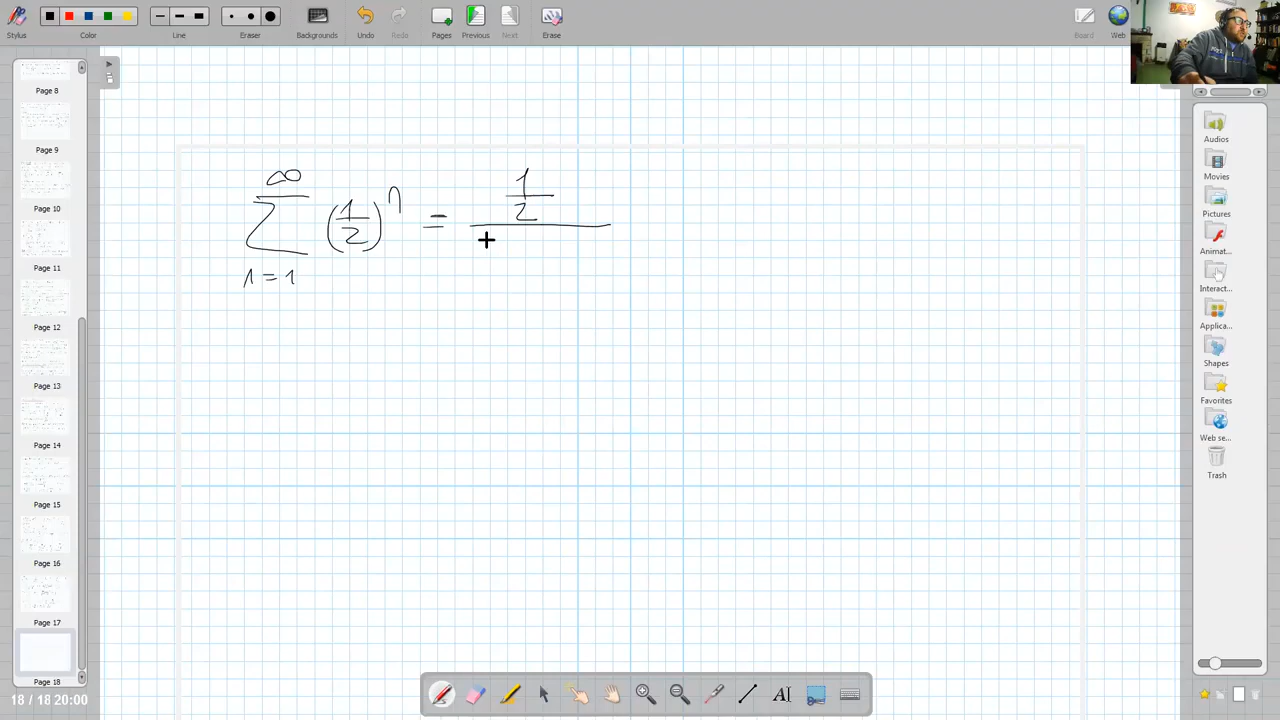 Stylus Color Line Eraser Backgrounds Undo Redo Pages Previous Next Erase Board Web
Page 8
Page 9
Page 10
Page 11
Page 12
Page 13
Page 14
Page 15
Page 16
Page 17
Page 18
18 / 18 20:00
∞
∑ (1/2)^n = 1/2
1 = 1
Audios
Movies
Pictures
Animat...
Interact...
Applica...
Shapes
Favorites
Web se...
Trash
AI